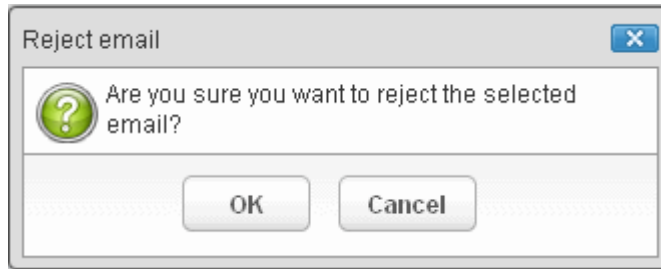 Reject email
Are you sure you want to reject the selected
email?
OK Cancel